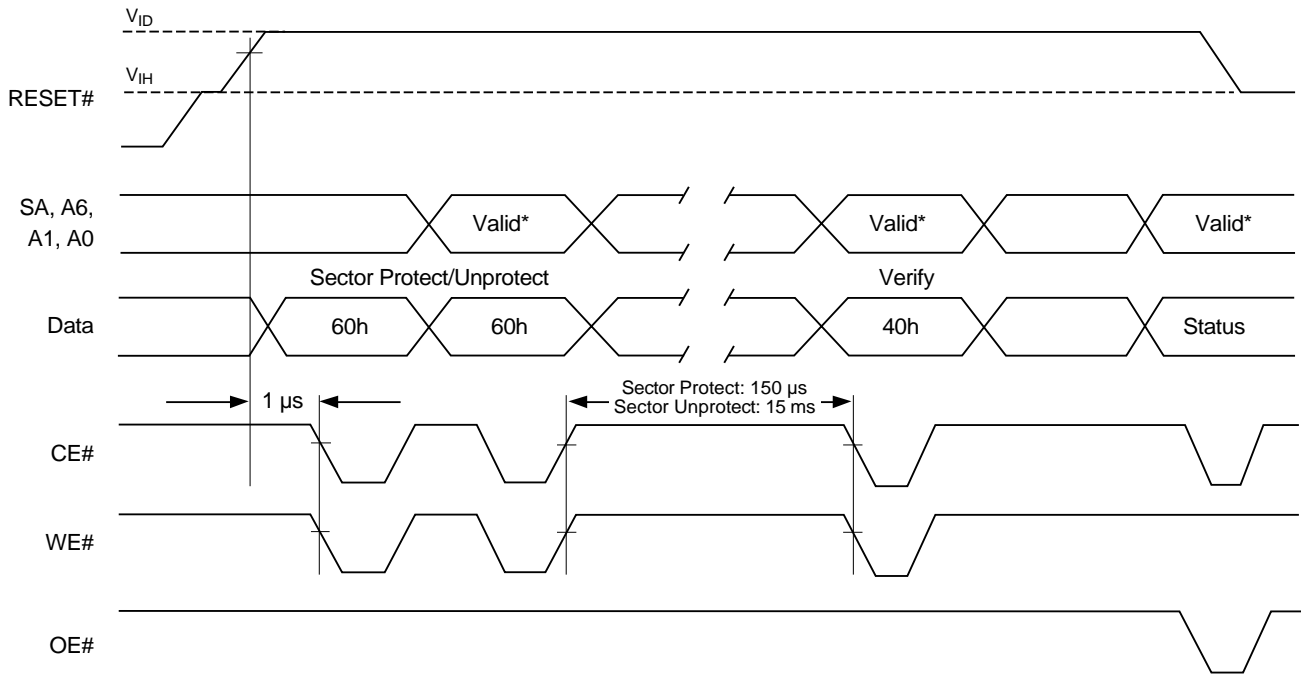 VID
VIH
RESET#
SA, A6,
A1, A0
Valid*
Valid*
Valid*
Sector Protect/Unprotect
Verify
Data
60h
60h
40h
Status
1 µs
Sector Protect: 150 µs
Sector Unprotect: 15 ms
CE#
WE#
OE#